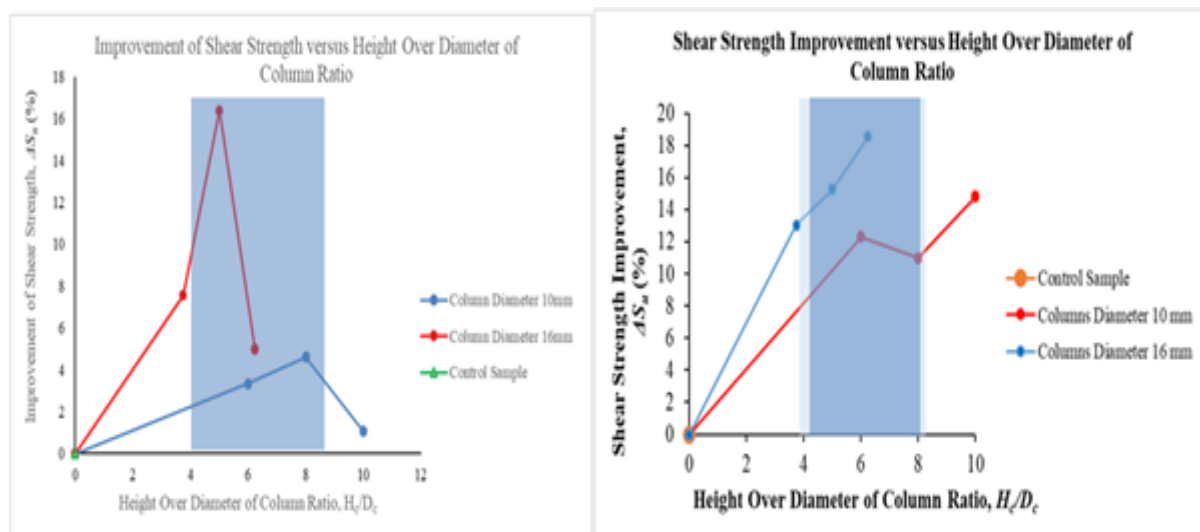 Improvement of Shear Strength versus Height Over Diameter of
Column Ratio
18
16
14
12
10
8
6
4
2
0
0 2 4 6 8 10 12
Improvement of Shear Strength, ΔSᵤ (%)
Height Over Diameter of Column Ratio, H꜀/D꜀
Column Diameter 10mm
Column Diameter 16mm
Control Sample
Shear Strength Improvement versus Height Over Diameter of
Column Ratio
20
18
16
14
12
10
8
6
4
2
0
0 2 4 6 8 10
Shear Strength Improvement,
ΔSᵤ (%)
Height Over Diameter of Column Ratio, H꜀/D꜀
Control Sample
Columns Diameter 10 mm
Columns Diameter 16 mm